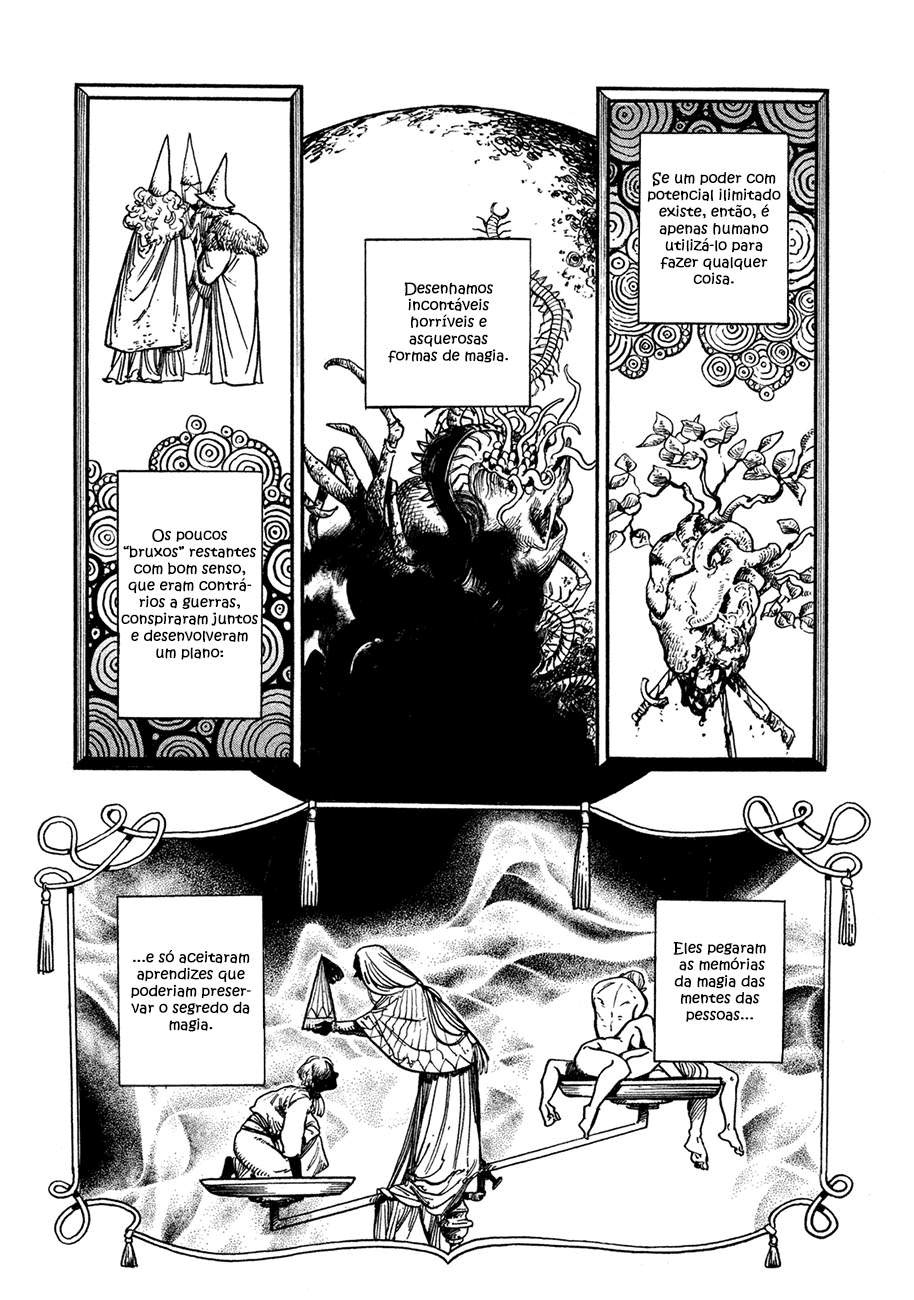 Se um poder com
potencial ilimitado
existe, então, é
apenas humano
utilizá-lo para
fazer qualquer
coisa.
Desenhamos
incontáveis
horríveis e
asquerosas
formas de magia.
Os poucos
“bruxos” restantes
com bom senso,
que eram contrá-
rios a guerras,
conspiraram juntos
e desenvolveram
um plano:
Eles pegaram
as memórias
da magia das
mentes das
pessoas...
...e só aceitaram
aprendizes que
poderiam preser-
var o segredo da
magia.